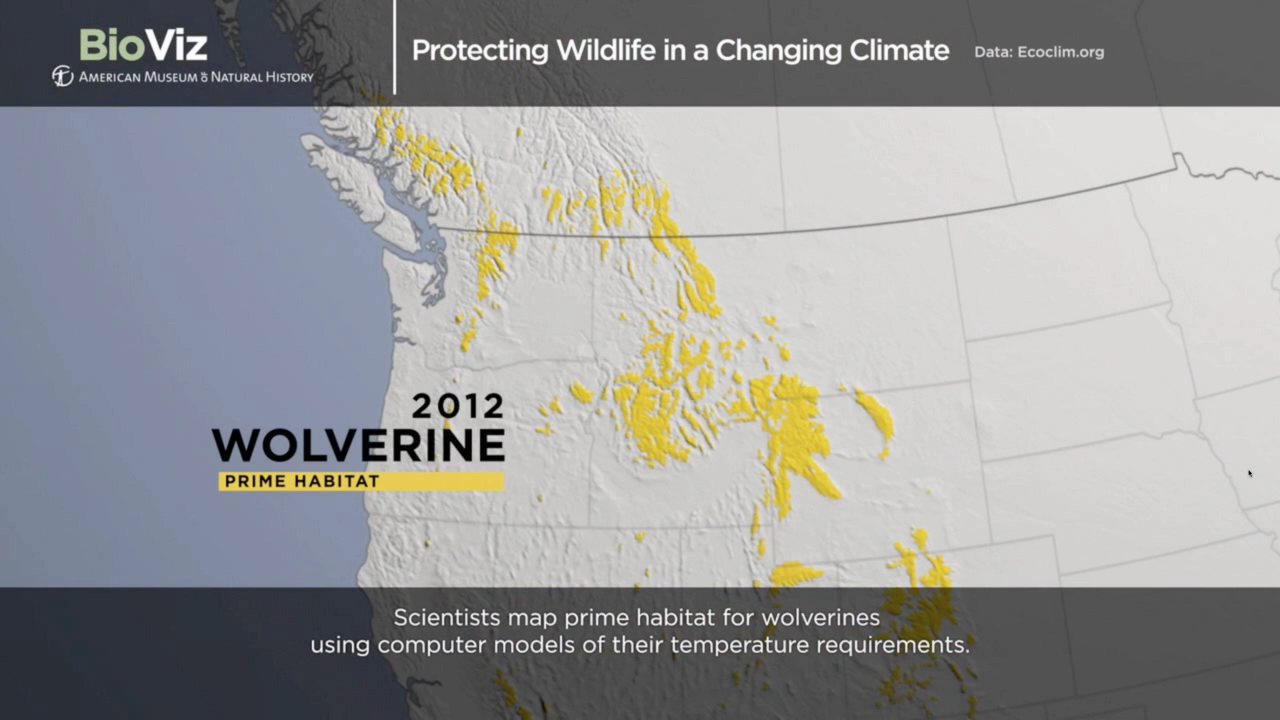 BioViz
AMERICAN MUSEUM & NATURAL HISTORY
Protecting Wildlife in a Changing Climate
Data: Ecoclim.org
2012
WOLVERINE
PRIME HABITAT
Scientists map prime habitat for wolverines
using computer models of their temperature requirements.